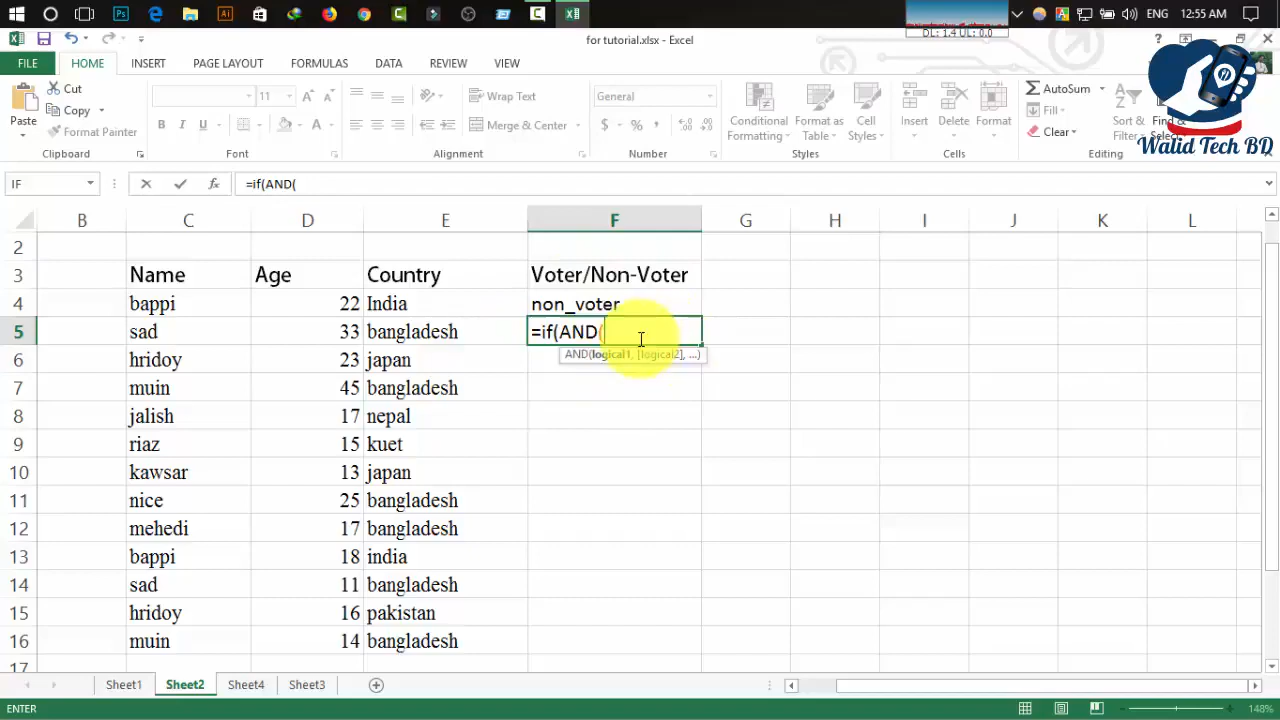 ENG 12:55 AM
DL: 1.4 UL: 0.0
for tutorial.xlsx - Excel
FILE HOME INSERT PAGE LAYOUT FORMULAS DATA REVIEW VIEW
Paste Cut Copy Format Painter
11 Wrap Text Merge & Center
General
Conditional Formatting Format as Table Cell Styles
Insert Delete Format
AutoSum Fill Clear
Sort & Filter
Walid Tech BD
Clipboard Font Alignment Number Styles Cells Editing
IF =if(AND(
B C D E F G H I J K L
2
3 Name Age Country Voter/Non-Voter
4 bappi 22 India non_voter
5 sad 33 bangladesh =if(AND(
AND(logical1, [logical2], ...)
6 hridoy 23 japan
7 muin 45 bangladesh
8 jalish 17 nepal
9 riaz 15 kuet
10 kawsar 13 japan
11 nice 25 bangladesh
12 mehedi 17 bangladesh
13 bappi 18 india
14 sad 11 bangladesh
15 hridoy 16 pakistan
16 muin 14 bangladesh
17
Sheet1 Sheet2 Sheet4 Sheet3
ENTER 148%